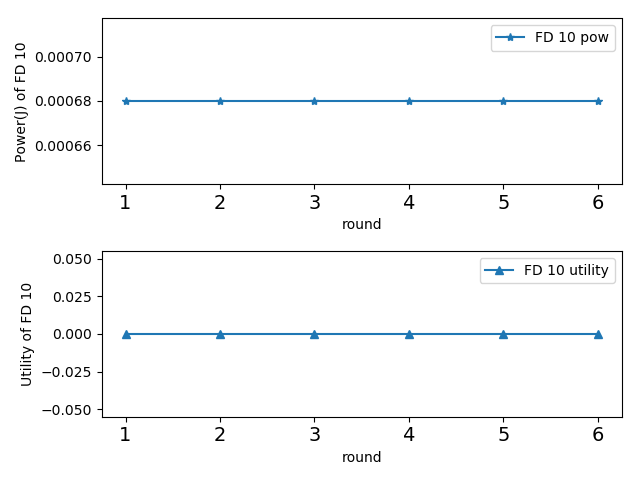 FD 10 pow
Power(J) of FD 10
0.00070
0.00068
0.00066
1 2 3 4 5 6
round
FD 10 utility
Utility of FD 10
0.050
0.025
0.000
−0.025
−0.050
1 2 3 4 5 6
round